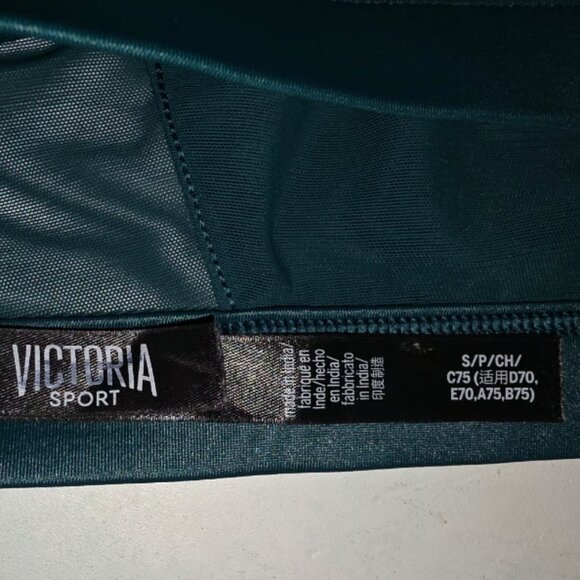 VICTORIA
SPORT
made in India/
fabriqué en
Inde/hecho
en India/
fabricato
in India/
印度制造
S/P/CH/
C75 (适用D70,
E70,A75,B75)